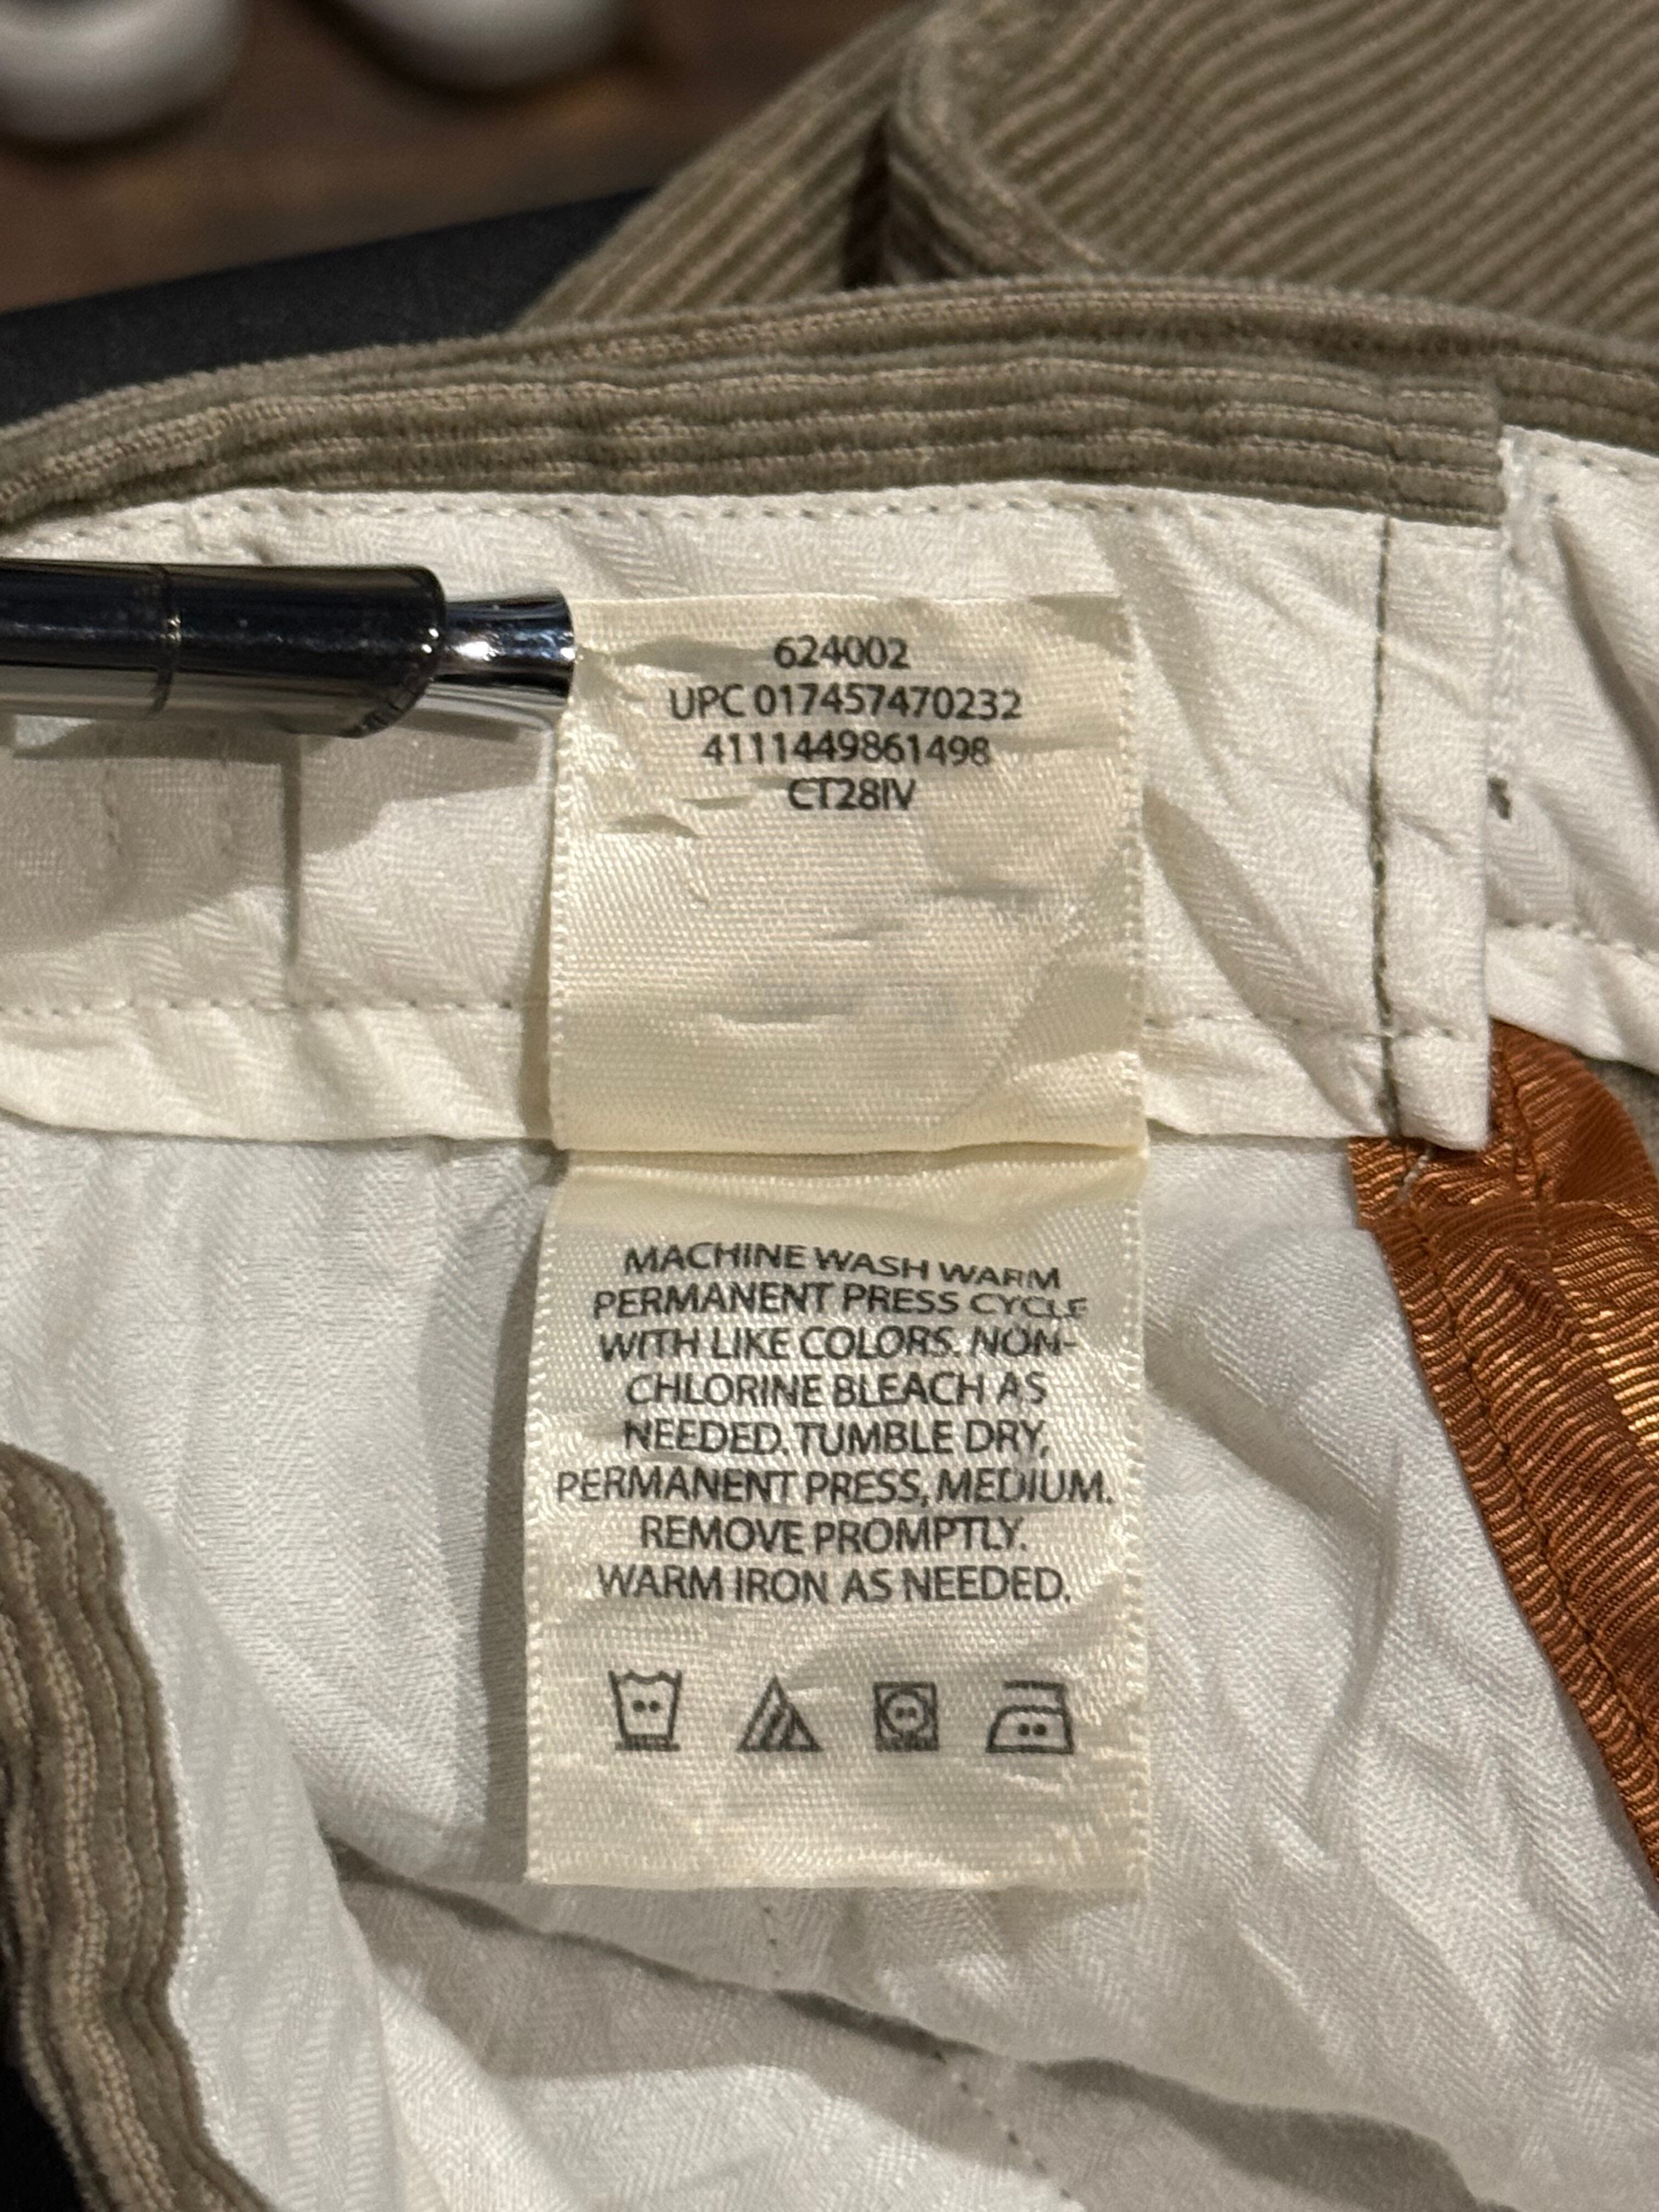 624002
UPC 017457470232
4111449861498
CT28IV
MACHINE WASH WARM
PERMANENT PRESS CYCLE
WITH LIKE COLORS. NON-
CHLORINE BLEACH AS
NEEDED. TUMBLE DRY,
PERMANENT PRESS, MEDIUM.
REMOVE PROMPTLY.
WARM IRON AS NEEDED.